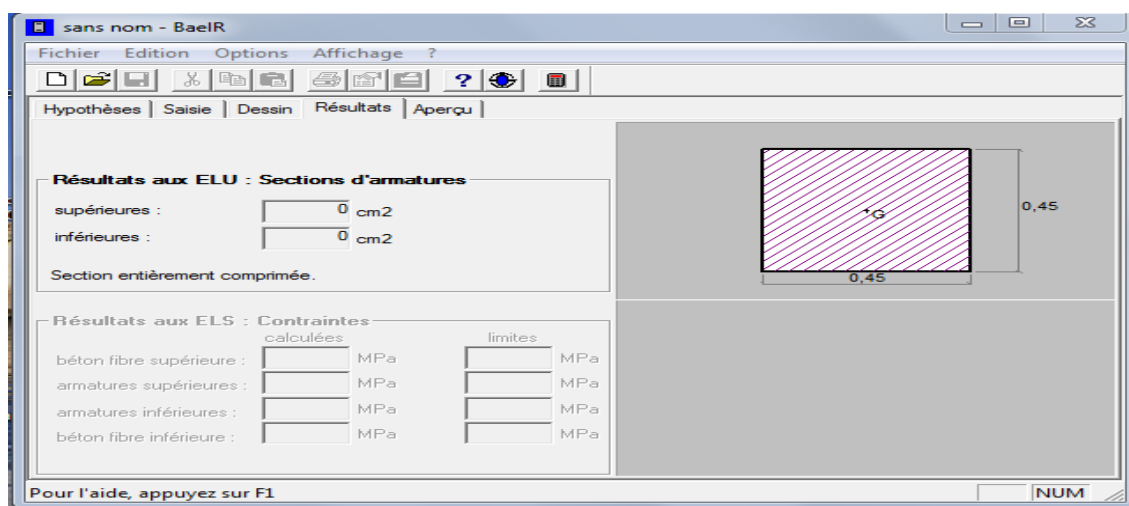 sans nom - BaelR
Fichier Edition Options Affichage ?
Hypothèses Saisie Dessin Résultats Aperçu
Résultats aux ELU : Sections d'armatures
supérieures : 0 cm2
inférieures : 0 cm2
Section entièrement comprimée.
Résultats aux ELS : Contraintes
calculées limites
béton fibre supérieure : MPa MPa
armatures supérieures : MPa MPa
armatures inférieures : MPa MPa
béton fibre inférieure : MPa MPa
G
0,45
0,45
Pour l'aide, appuyez sur F1 NUM